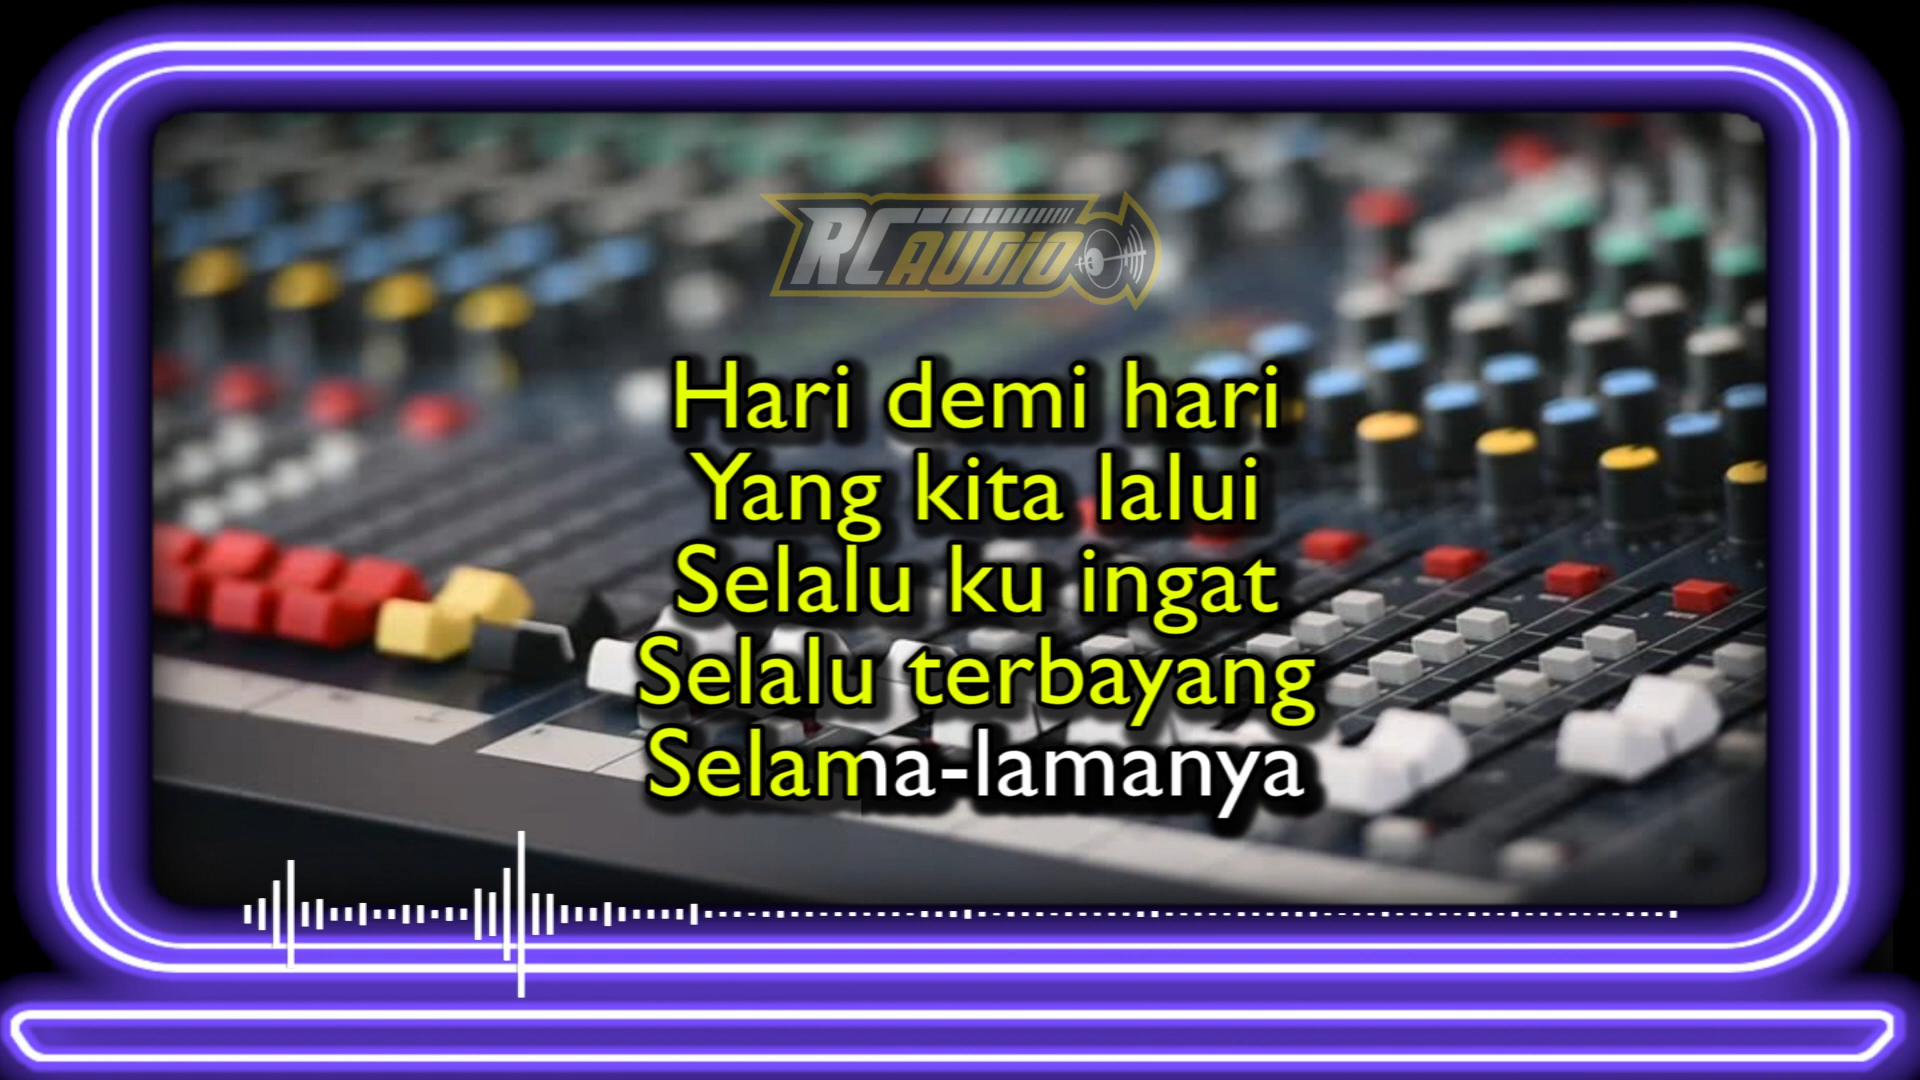 RC AUDIO
Hari demi hari
Yang kita lalui
Selalu ku ingat
Selalu terbayang
Selama-lamanya